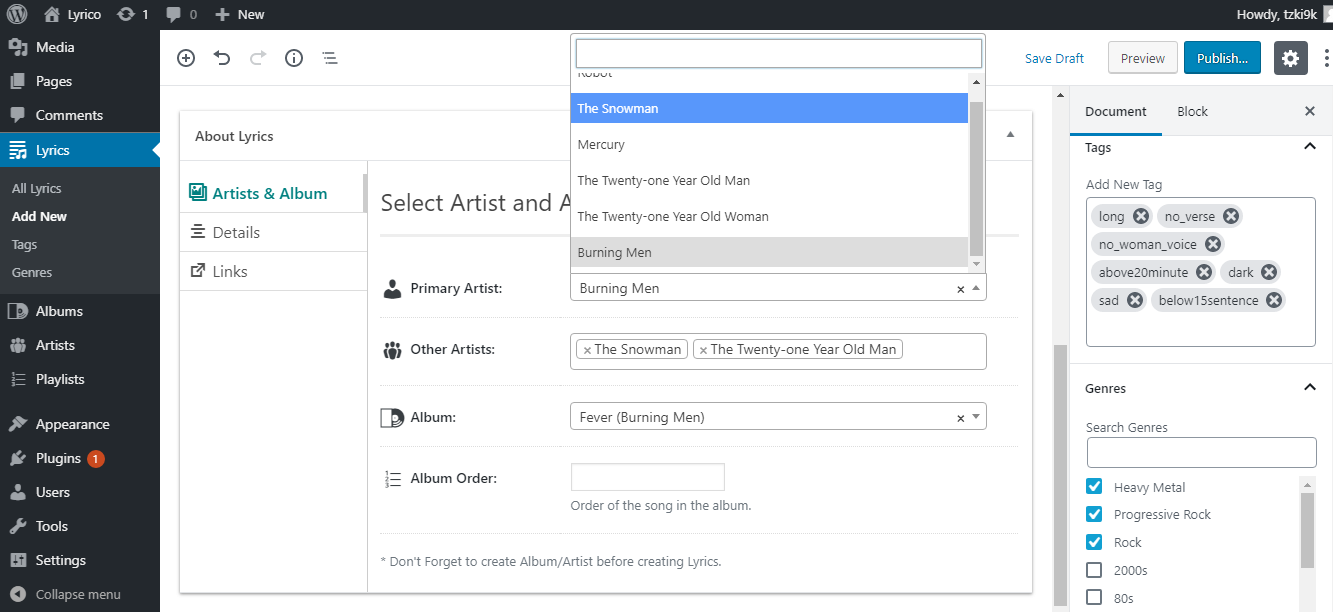 Lyrico 1 0 New Howdy, tzki9k
Media
Pages
Comments
Lyrics
All Lyrics
Add New
Tags
Genres
Albums
Artists
Playlists
Appearance
Plugins 1
Users
Tools
Settings
Collapse menu
Save Draft Preview Publish...
About Lyrics
Artists & Album
Details
Links
Select Artist and A
Robot
The Snowman
Mercury
The Twenty-one Year Old Man
The Twenty-one Year Old Woman
Burning Men
Primary Artist: Burning Men ×
Other Artists: × The Snowman × The Twenty-one Year Old Man
Album: Fever (Burning Men) ×
Album Order:
Order of the song in the album.
* Don't Forget to create Album/Artist before creating Lyrics.
Document Block
Tags
Add New Tag
long no_verse
no_woman_voice
above20minute dark
sad below15sentence
Genres
Search Genres
Heavy Metal
Progressive Rock
Rock
2000s
80s